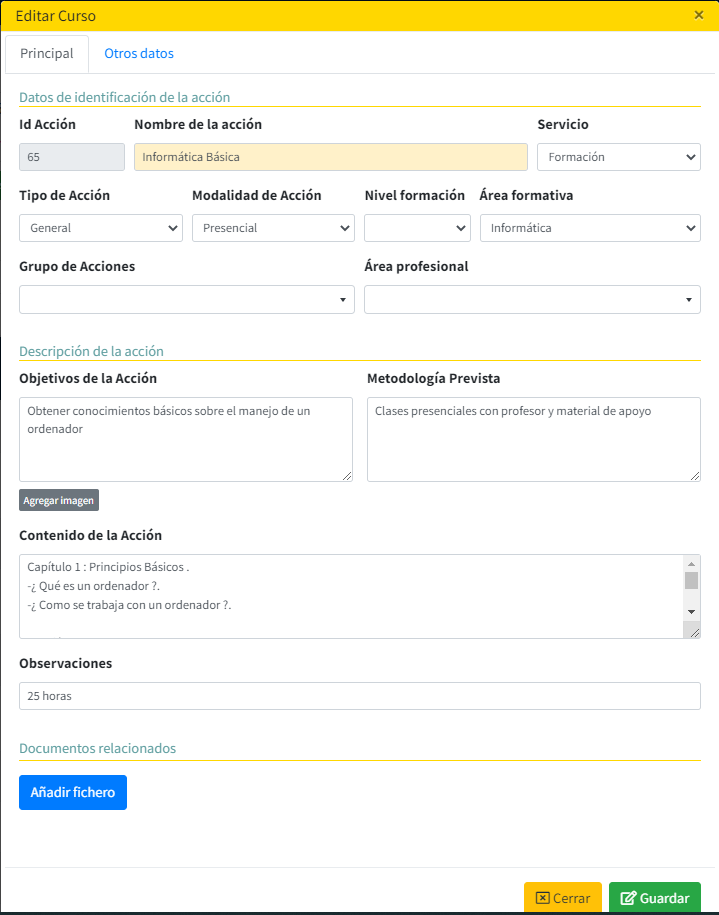 Editar Curso ×
Principal Otros datos
Datos de identificación de la acción
Id Acción Nombre de la acción Servicio
65 Informática Básica Formación
Tipo de Acción Modalidad de Acción Nivel formación Área formativa
General Presencial Informática
Grupo de Acciones Área profesional
Descripción de la acción
Objetivos de la Acción Metodología Prevista
Obtener conocimientos básicos sobre el manejo de un Clases presenciales con profesor y material de apoyo
ordenador
Agregar imagen
Contenido de la Acción
Capítulo 1 : Principios Básicos .
-¿ Qué es un ordenador ?.
-¿ Como se trabaja con un ordenador ?.
Observaciones
25 horas
Documentos relacionados
Añadir fichero
Cerrar Guardar